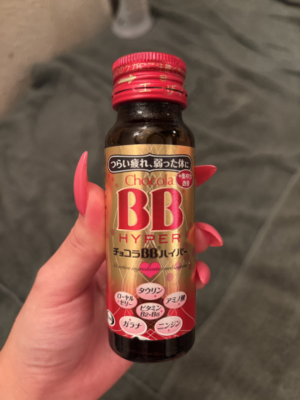 つらい疲れ、弱った体に
Chocola
BB
HYPER
チョコラBBハイパー
タウリン
ローヤル
ゼリー
アミノ酸
ビタミン
B2・B6
ガラナ
ニンジン